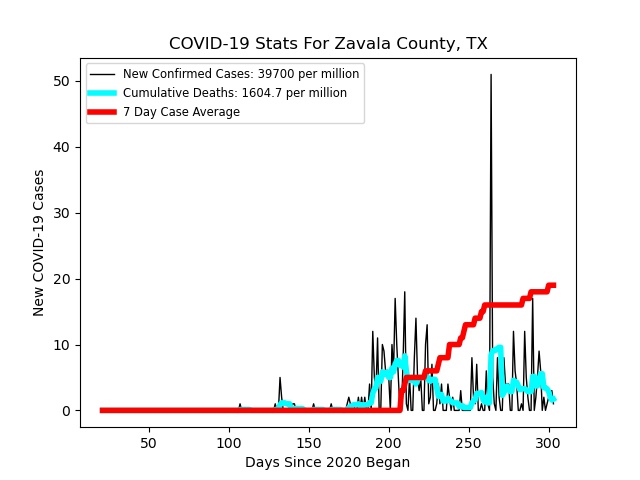 COVID-19 Stats For Zavala County, TX
New Confirmed Cases: 39700 per million
Cumulative Deaths: 1604.7 per million
7 Day Case Average
50
40
30
20
10
0
New COVID-19 Cases
50 100 150 200 250 300
Days Since 2020 Began